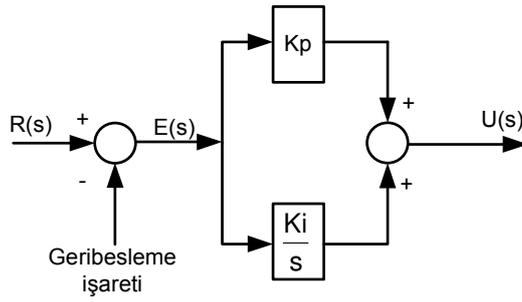 Kp
R(s)
+
E(s)
+
U(s)
-
+
Ki
s
Geribesleme
işareti